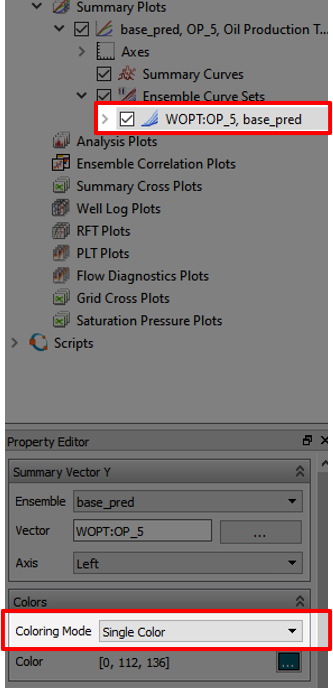 Summary Plots
base_pred, OP_5, Oil Production T...
Axes
Summary Curves
Ensemble Curve Sets
WOPT:OP_5, base_pred
Analysis Plots
Ensemble Correlation Plots
Summary Cross Plots
Well Log Plots
RFT Plots
PLT Plots
Flow Diagnostics Plots
Grid Cross Plots
Saturation Pressure Plots
Scripts
Property Editor
Summary Vector Y
Ensemble base_pred
Vector WOPT:OP_5 ...
Axis Left
Colors
Coloring Mode Single Color
Color [0, 112, 136] ...